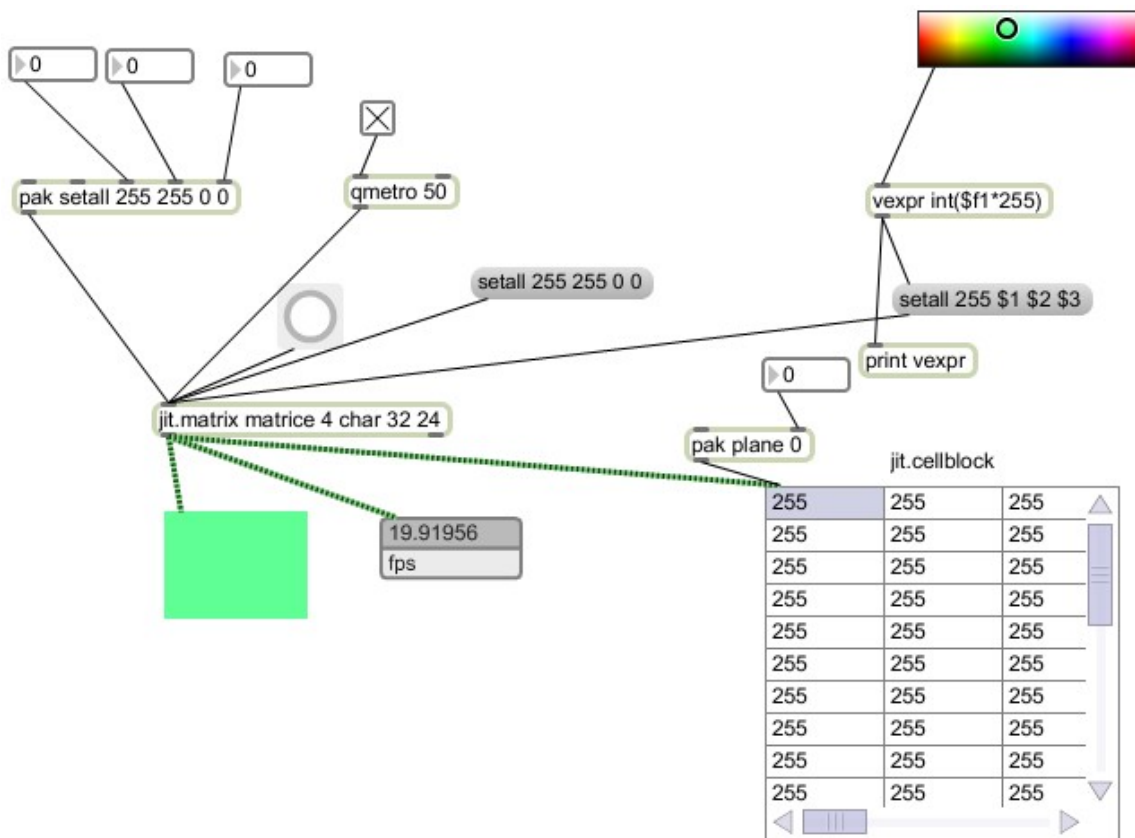 0
0
0
pak setall 255 255 0 0
qmetro 50
vexpr int($f1*255)
setall 255 255 0 0
setall 255 $1 $2 $3
print vexpr
0
jit.matrix matrice 4 char 32 24
pak plane 0
jit.cellblock
19.91956
fps
255 255 255
255 255 255
255 255 255
255 255 255
255 255 255
255 255 255
255 255 255
255 255 255
255 255 255
255 255 255